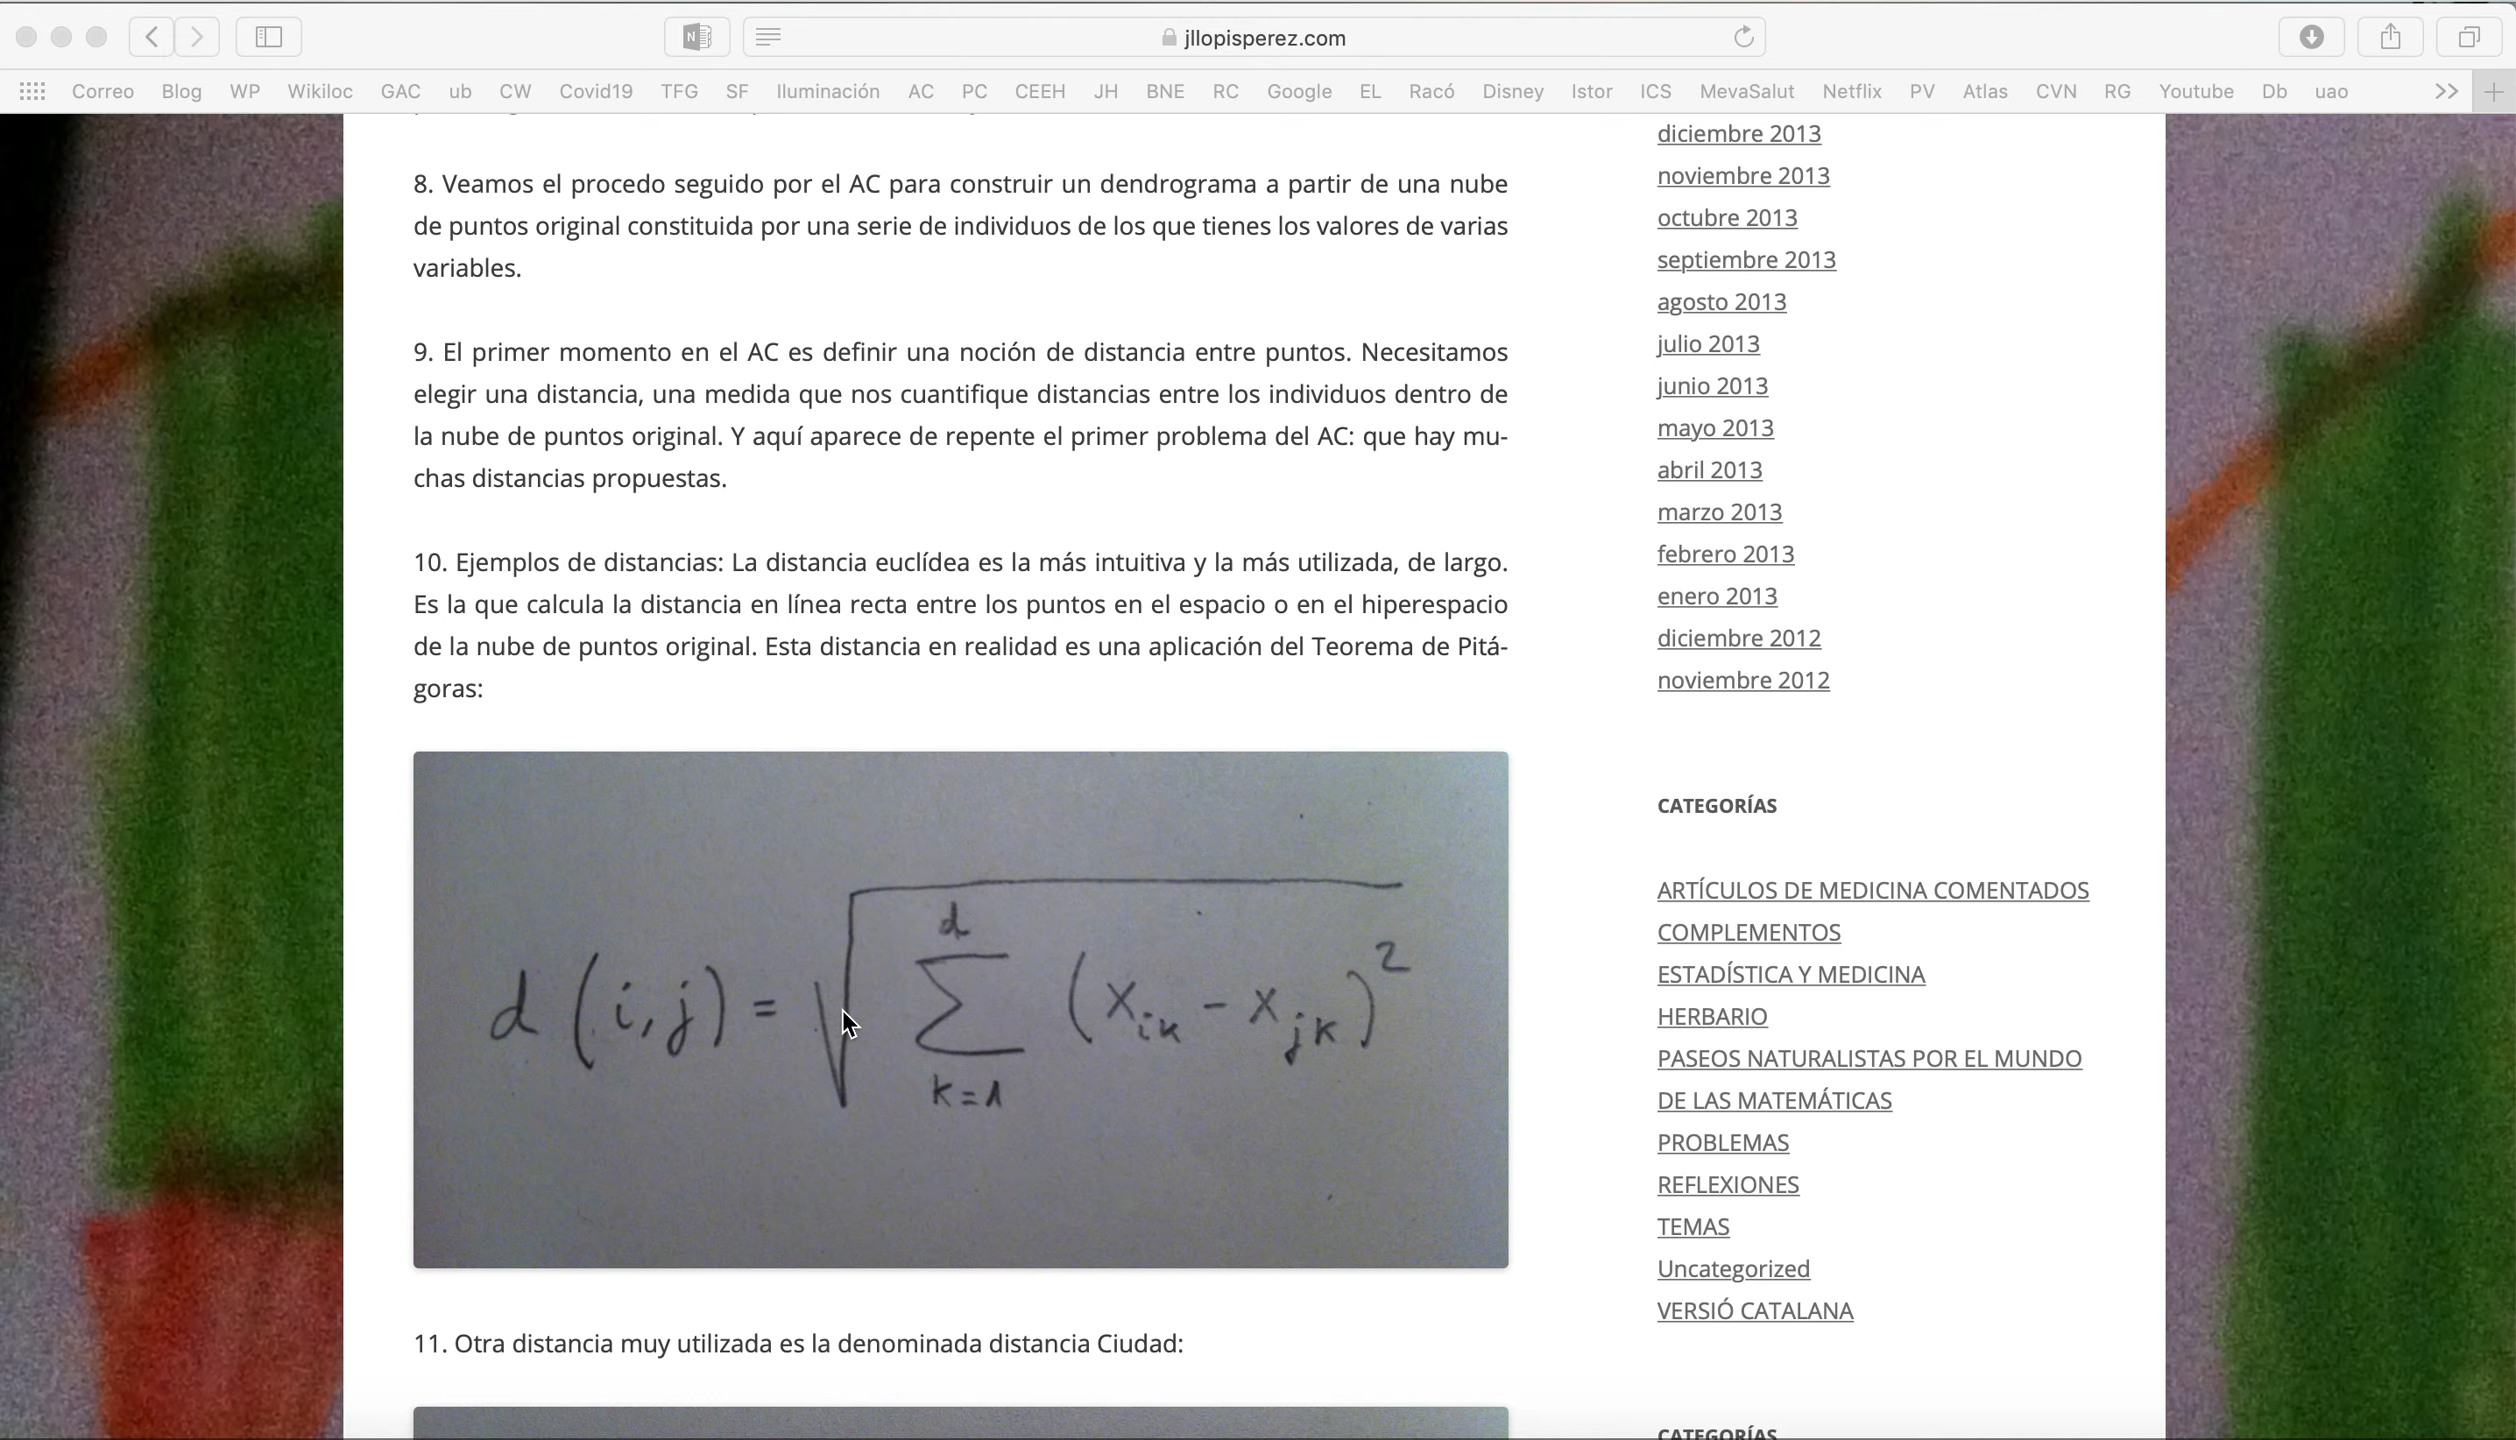 jllopisperez.com
Correo Blog WP Wikiloc GAC ub CW Covid19 TFG SF Iluminación AC PC CEEH JH BNE RC Google EL Racó Disney Istor ICS MevaSalut Netflix PV Atlas CVN RG Youtube Db uao
8. Veamos el procedo seguido por el AC para construir un dendrograma a partir de una nube
de puntos original constituida por una serie de individuos de los que tienes los valores de varias
variables.
9. El primer momento en el AC es definir una noción de distancia entre puntos. Necesitamos
elegir una distancia, una medida que nos cuantifique distancias entre los individuos dentro de
la nube de puntos original. Y aquí aparece de repente el primer problema del AC: que hay mu-
chas distancias propuestas.
10. Ejemplos de distancias: La distancia euclídea es la más intuitiva y la más utilizada, de largo.
Es la que calcula la distancia en línea recta entre los puntos en el espacio o en el hiperespacio
de la nube de puntos original. Esta distancia en realidad es una aplicación del Teorema de Pitá-
goras:
d (i,j) = √ Σ d k=1 (x_ik - x_jk)²
11. Otra distancia muy utilizada es la denominada distancia Ciudad:
diciembre 2013
noviembre 2013
octubre 2013
septiembre 2013
agosto 2013
julio 2013
junio 2013
mayo 2013
abril 2013
marzo 2013
febrero 2013
enero 2013
diciembre 2012
noviembre 2012
CATEGORÍAS
ARTÍCULOS DE MEDICINA COMENTADOS
COMPLEMENTOS
ESTADÍSTICA Y MEDICINA
HERBARIO
PASEOS NATURALISTAS POR EL MUNDO
DE LAS MATEMÁTICAS
PROBLEMAS
REFLEXIONES
TEMAS
Uncategorized
VERSIÓ CATALANA
CATEGORÍAS